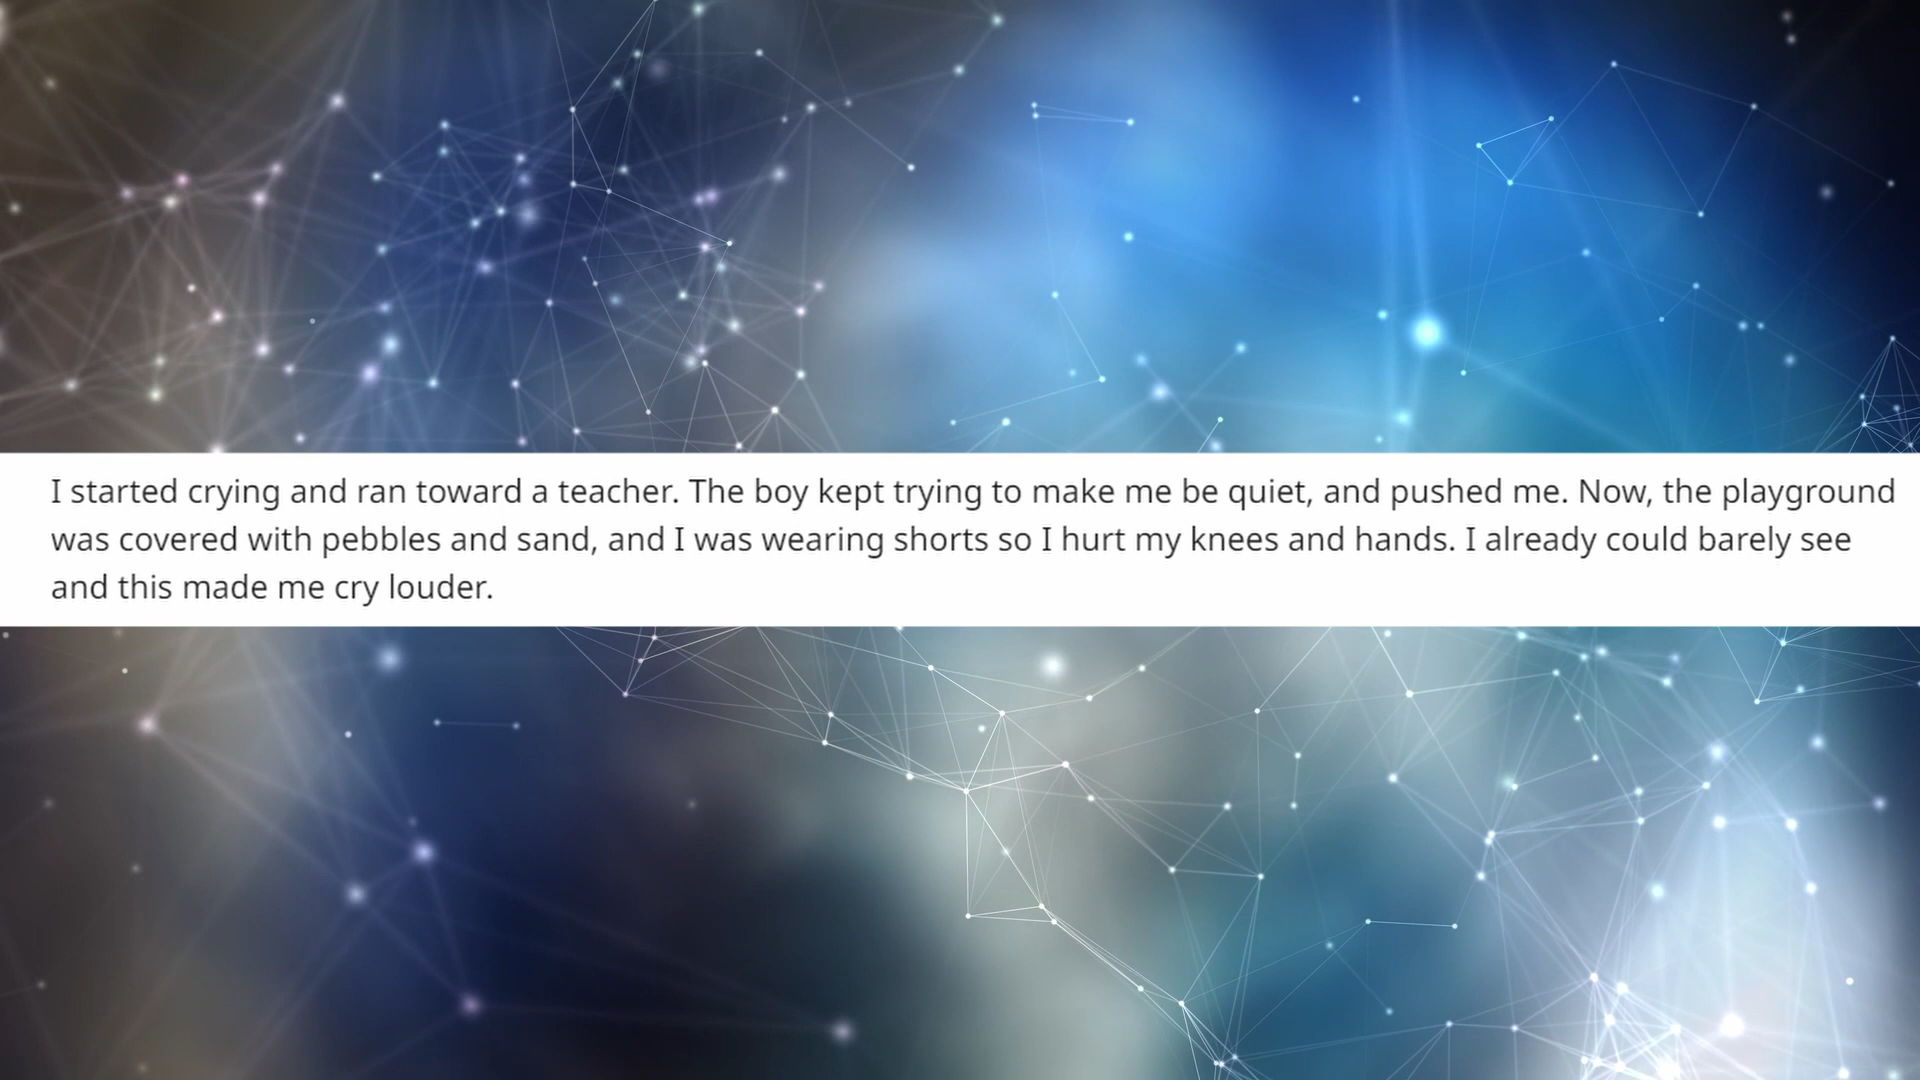 I started crying and ran toward a teacher. The boy kept trying to make me be quiet, and pushed me. Now, the playground
was covered with pebbles and sand, and I was wearing shorts so I hurt my knees and hands. I already could barely see
and this made me cry louder.